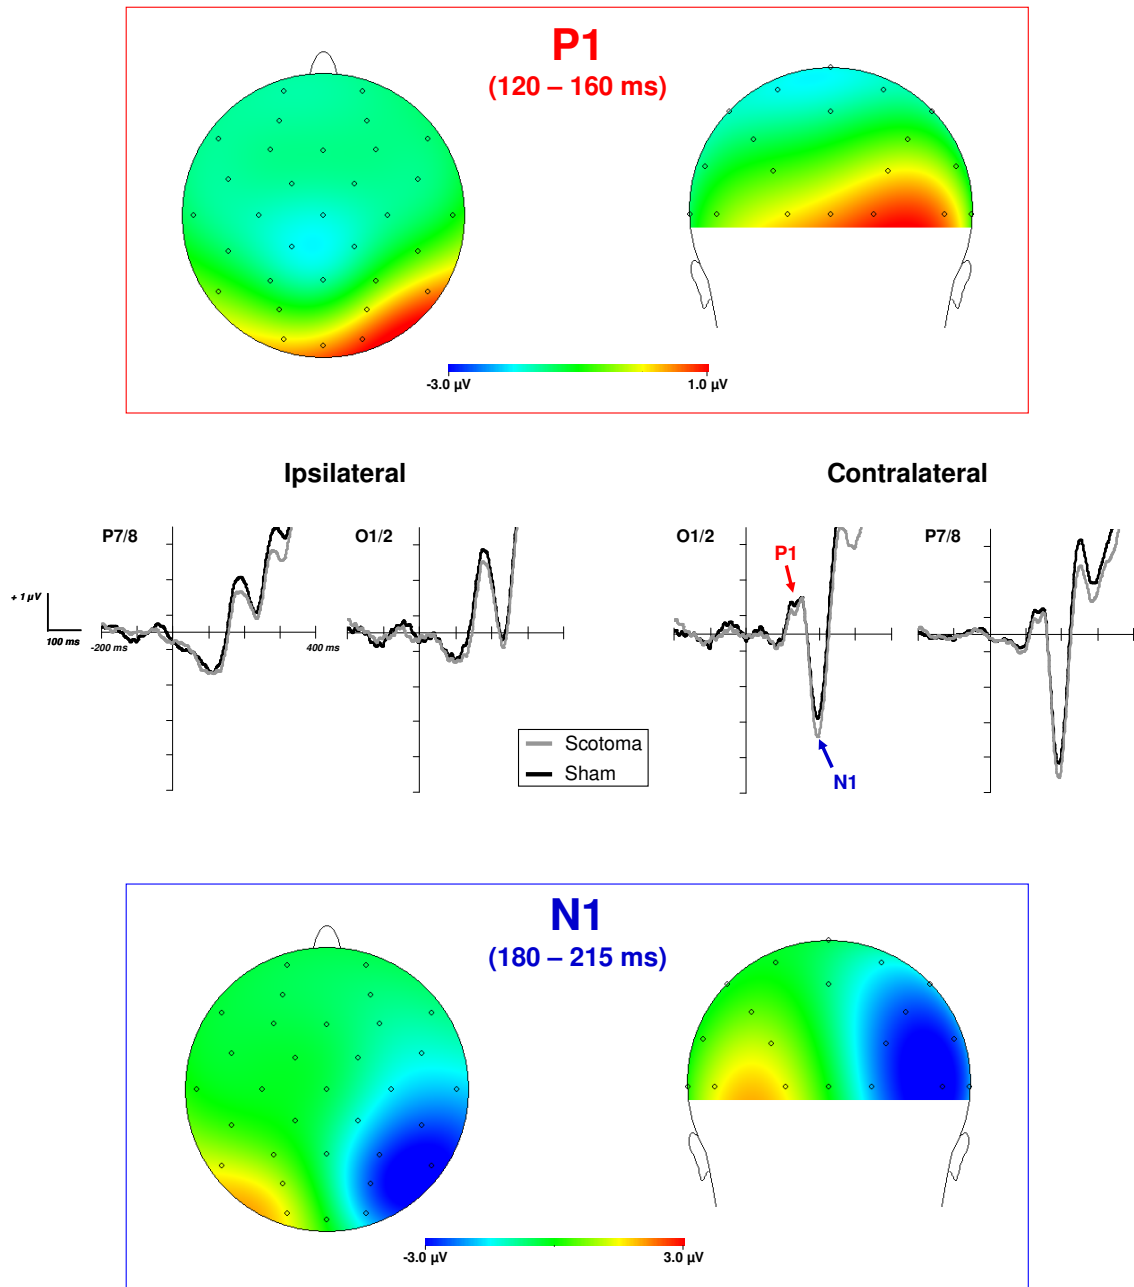 P1
(120 – 160 ms)
-3.0 µV
1.0 µV
Ipsilateral
Contralateral
P7/8
O1/2
O1/2
P7/8
P1
+ 1 µV
100 ms
-200 ms
400 ms
Scotoma
Sham
N1
N1
(180 – 215 ms)
-3.0 µV
3.0 µV